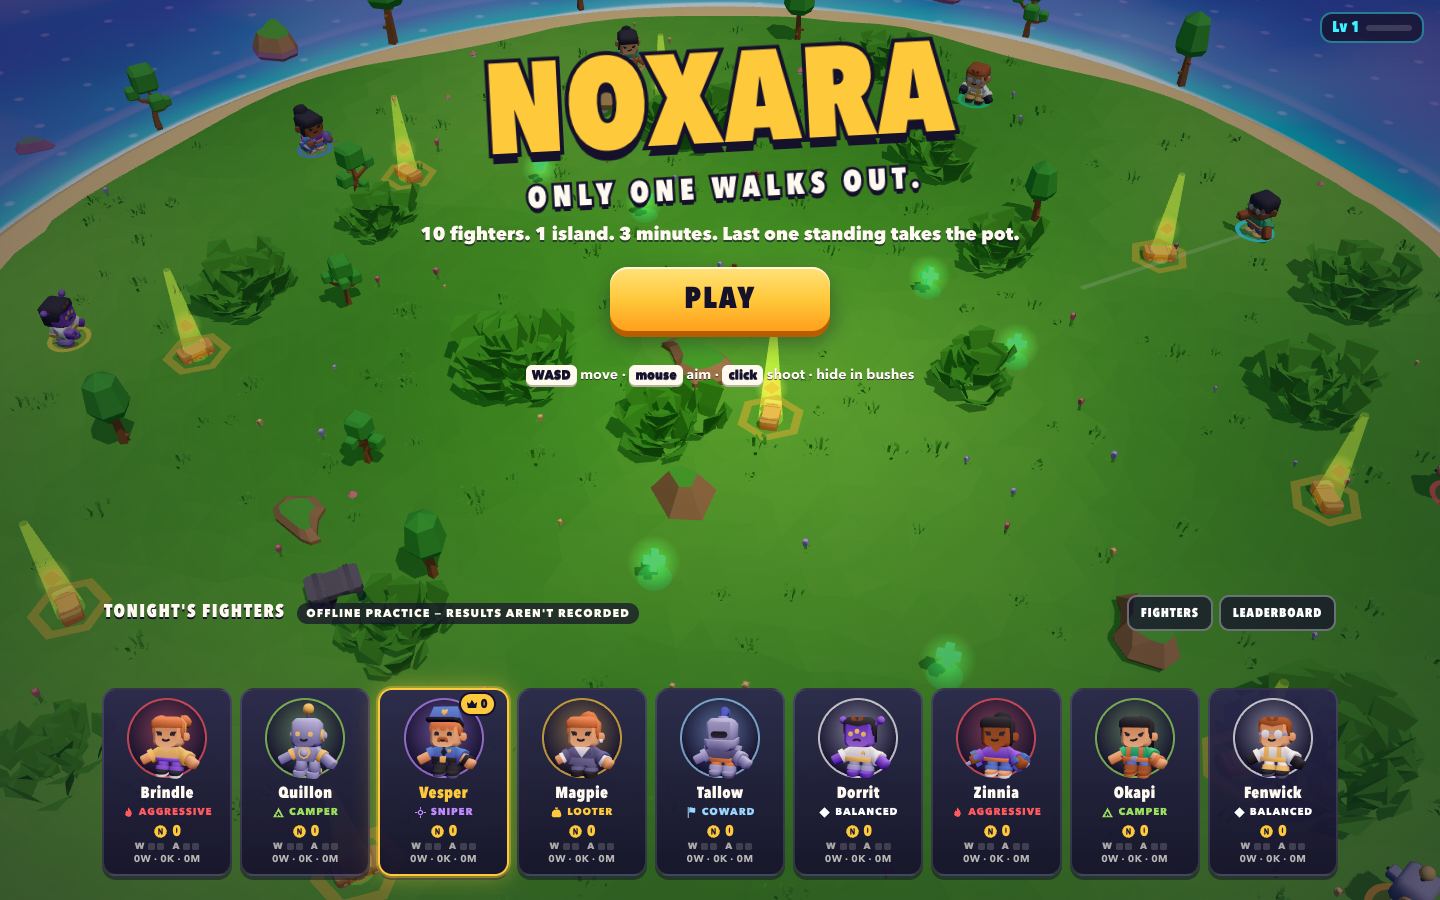 Lv 1
NOXARA
ONLY ONE WALKS OUT.
10 fighters. 1 island. 3 minutes. Last one standing takes the pot.
PLAY
WASD move · mouse aim · click shoot · hide in bushes
TONIGHT'S FIGHTERS
OFFLINE PRACTICE – RESULTS AREN'T RECORDED
FIGHTERS
LEADERBOARD
Brindle
AGGRESSIVE
N 0
W A
0W · 0K · 0M
Quillon
CAMPER
N 0
W A
0W · 0K · 0M
0
Vesper
SNIPER
N 0
W A
0W · 0K · 0M
Magpie
LOOTER
N 0
W A
0W · 0K · 0M
Tallow
COWARD
N 0
W A
0W · 0K · 0M
Dorrit
BALANCED
N 0
W A
0W · 0K · 0M
Zinnia
AGGRESSIVE
N 0
W A
0W · 0K · 0M
Okapi
CAMPER
N 0
W A
0W · 0K · 0M
Fenwick
BALANCED
N 0
W A
0W · 0K · 0M